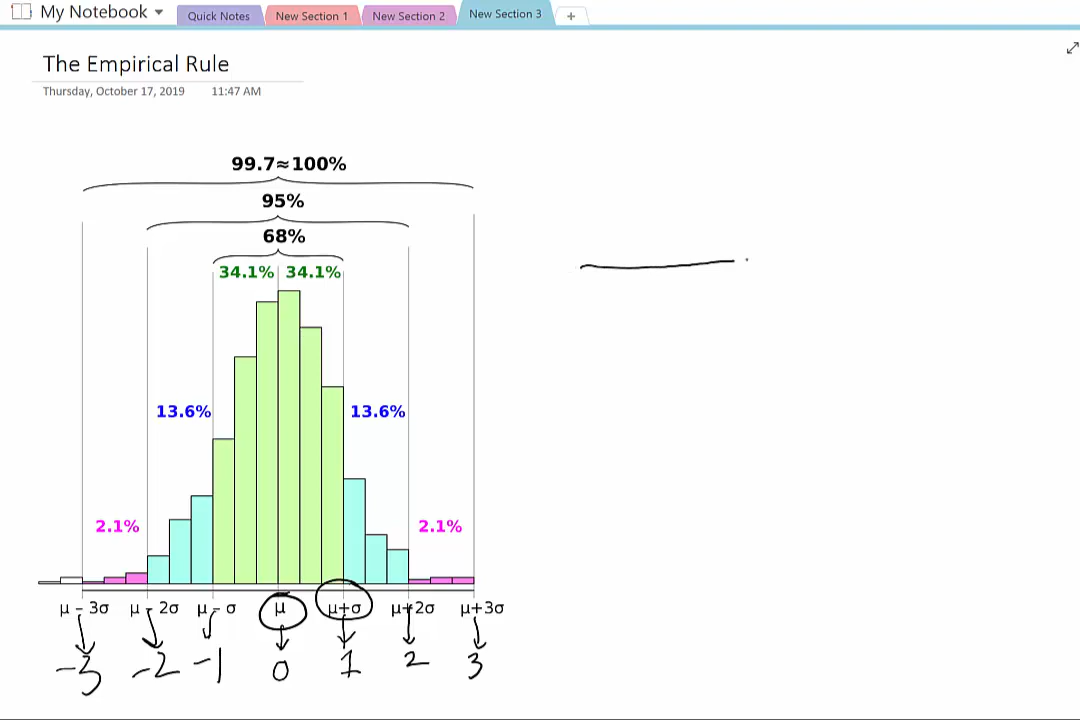 My Notebook Quick Notes New Section 1 New Section 2 New Section 3 +
The Empirical Rule
Thursday, October 17, 2019 11:47 AM
99.7≈100%
95%
68%
34.1% 34.1%
13.6% 13.6%
2.1% 2.1%
μ - 3σ μ - 2σ μ - σ μ μ+σ μ+2σ μ+3σ
-3 -2 -1 0 1 2 3